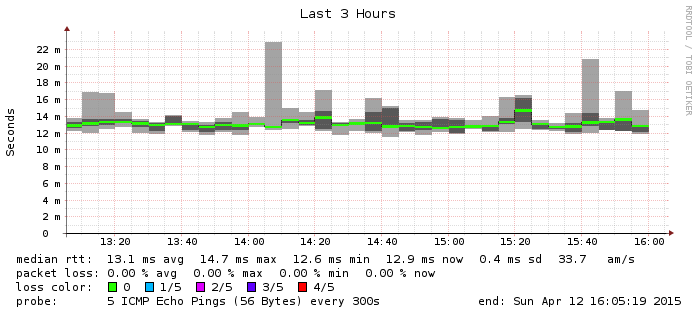 Last 3 Hours
RRDTOOL / TOBI OETIKER
Seconds
22 m
20 m
18 m
16 m
14 m
12 m
10 m
8 m
6 m
4 m
2 m
0
13:20 13:40 14:00 14:20 14:40 15:00 15:20 15:40 16:00
median rtt: 13.1 ms avg 14.7 ms max 12.6 ms min 12.9 ms now 0.4 ms sd 33.7 am/s
packet loss: 0.00 % avg 0.00 % max 0.00 % min 0.00 % now
loss color: 0 1/5 2/5 3/5 4/5
probe: 5 ICMP Echo Pings (56 Bytes) every 300s end: Sun Apr 12 16:05:19 2015